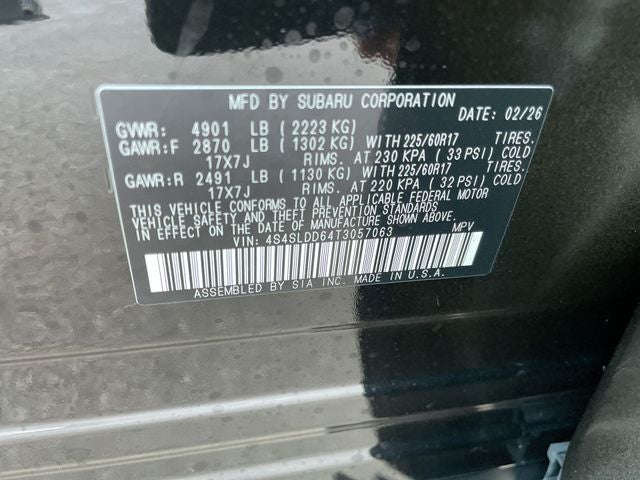 MFD BY SUBARU CORPORATION DATE: 02/26
GVWR: 4901 LB ( 2223 KG)
GAWR:F 2870 LB ( 1302 KG) WITH 225/60R17 TIRES.
17X7J RIMS. AT 230 KPA ( 33 PSI) COLD
GAWR:R 2491 LB ( 1130 KG) WITH 225/60R17 TIRES.
17X7J RIMS. AT 220 KPA ( 32 PSI) COLD
THIS VEHICLE CONFORMS TO ALL APPLICABLE FEDERAL MOTOR
VEHICLE SAFETY AND THEFT PREVENTION STANDARDS
IN EFFECT ON THE DATE OF MANUFACTURE SHOWN ABOVE.
VIN: 4S4SLDD64T3057063 MPV
ASSEMBLED BY SIA INC. MADE IN U.S.A.